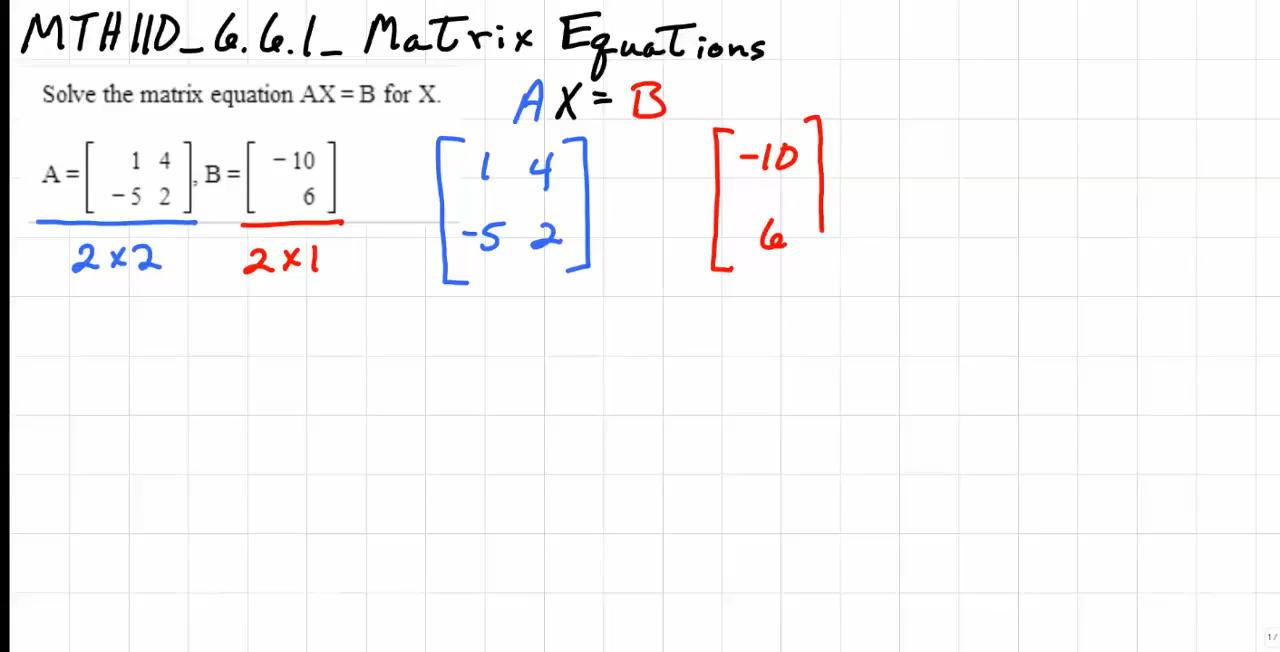 MTH110_6.6.1_ Matrix Equations
Solve the matrix equation AX = B for X.
A X = B
A = [ 1 4
-5 2 ], B = [ -10
6 ]
2 x 2
2 x 1
[ 1 4
-5 2 ]
[ -10
6 ]
1/